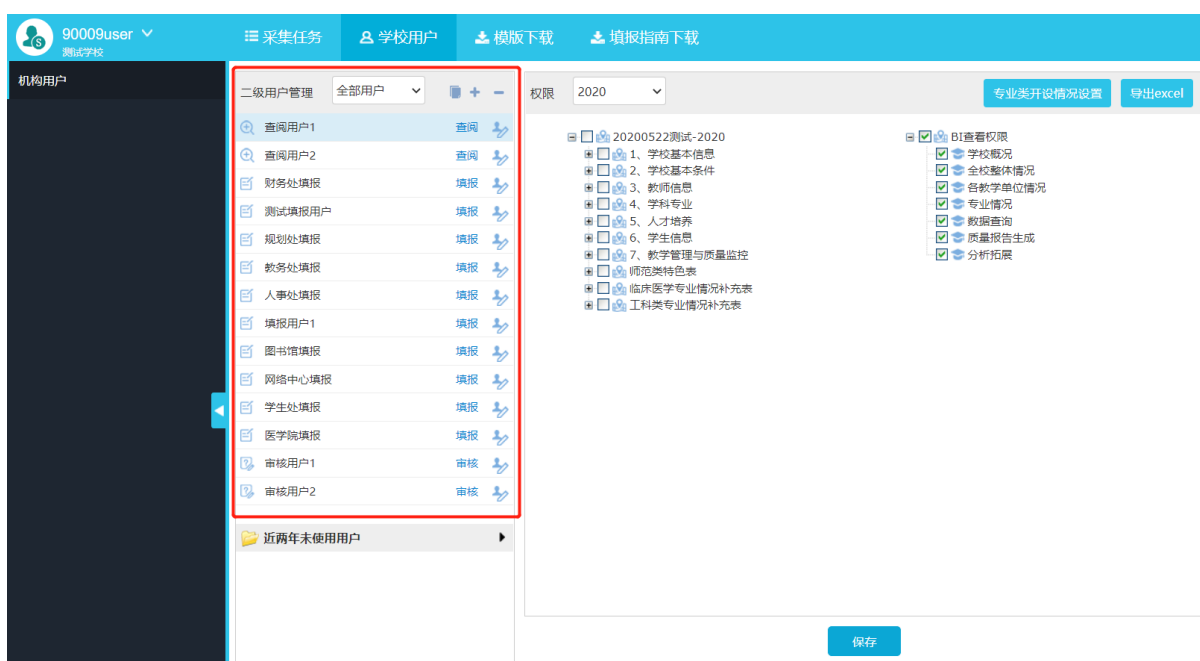 90009user
测试学校
采集任务
学校用户
模版下载
填报指南下载
机构用户
二级用户管理
全部用户
查阅用户1 查阅
查阅用户2 查阅
财务处填报 填报
测试填报用户 填报
规划处填报 填报
教务处填报 填报
人事处填报 填报
填报用户1 填报
图书馆填报 填报
网络中心填报 填报
学生处填报 填报
医学院填报 填报
审核用户1 审核
审核用户2 审核
近两年未使用用户
权限
2020
专业类开设情况设置
导出excel
20200522测试-2020
1、学校基本信息
2、学校基本条件
3、教师信息
4、学科专业
5、人才培养
6、学生信息
7、教学管理与质量监控
师范类特色表
临床医学专业情况补充表
工科类专业情况补充表
BI查看权限
学校概况
全校整体情况
各教学单位情况
专业情况
数据查询
质量报告生成
分析拓展
保存